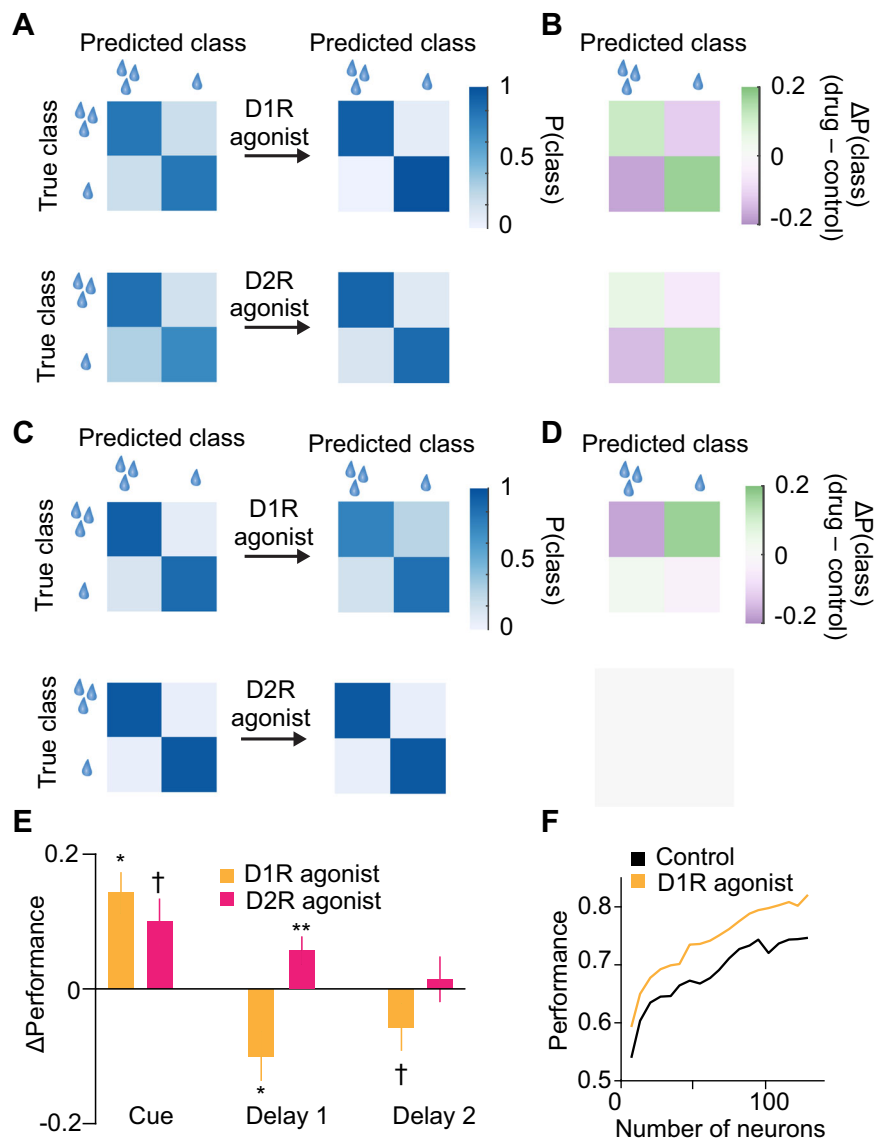 A
Predicted class
Predicted class
True class
D1R
agonist
1
0.5
0
P(class)
True class
D2R
agonist
B
Predicted class
0.2
0
-0.2
ΔP(class)
(drug – control)
C
Predicted class
Predicted class
True class
D1R
agonist
1
0.5
0
P(class)
True class
D2R
agonist
D
Predicted class
0.2
0
-0.2
ΔP(class)
(drug – control)
E
0.2
0
-0.2
ΔPerformance
D1R agonist
D2R agonist
*
†
**
*
†
Cue
Delay 1
Delay 2
F
Control
D1R agonist
Performance
0.8
0.7
0.6
0.5
0
100
Number of neurons